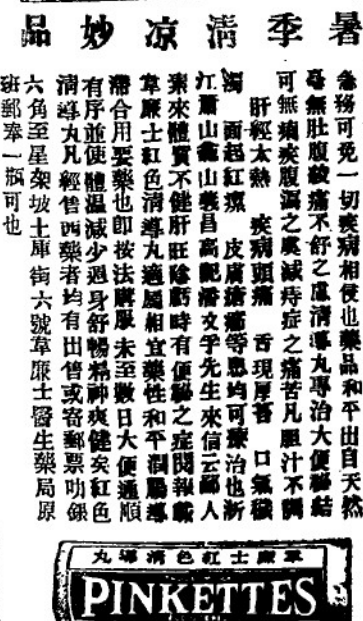 暑季清凉妙品
急務可免一切疾病相侵也藥品和平出自天然
毫無肚腹絞痛不舒之慮清導丸專治大便秘結
可無痢疾腹瀉之虞減痔症之痛苦凡胆汁不調
肝經太熱 疾病頭痛 舌現厚苔 口氣穢
濁 面起紅瘰 皮膚搶痛等患均可療治也浙
江蕭山龕山義昌高記潘文孚先生來信云鄙人
素來體質不健肝旺陰虧時有便秘之症閱報載
韋廉士紅色清導丸適屬相宜藥性和平潤腸導
滯合用要藥也即按法購服未至數日大便通順
有序並使體溫減少過身舒暢精神爽健矣紅色
清導丸凡經售西藥者均有出售或寄郵票叻銀
六角至星架坡土庫街六號韋廉士醫生藥局原
班郵奉一瓶可也
丸導清色紅士廉韋
PINKETTES